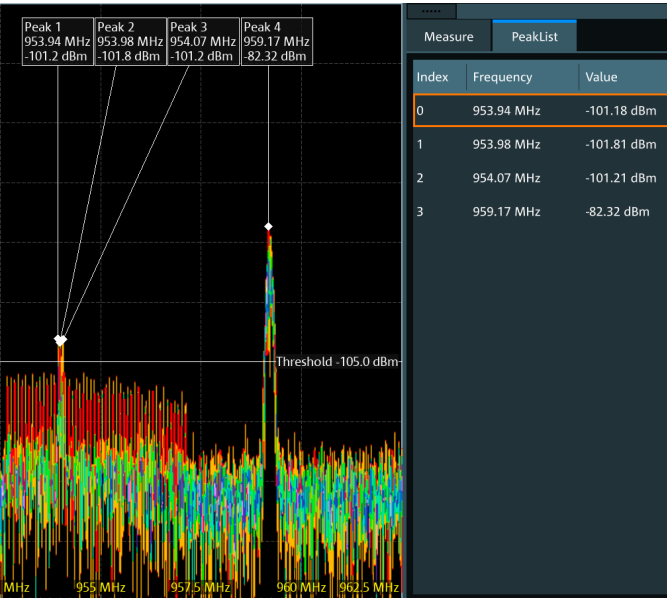 Peak 1
953.94 MHz
-101.2 dBm
Peak 2
953.98 MHz
-101.8 dBm
Peak 3
954.07 MHz
-101.2 dBm
Peak 4
959.17 MHz
-82.32 dBm
Threshold -105.0 dBm
MHz 955 MHz 957.5 MHz 960 MHz 962.5 MHz
Measure PeakList
Index Frequency Value
0 953.94 MHz -101.18 dBm
1 953.98 MHz -101.81 dBm
2 954.07 MHz -101.21 dBm
3 959.17 MHz -82.32 dBm